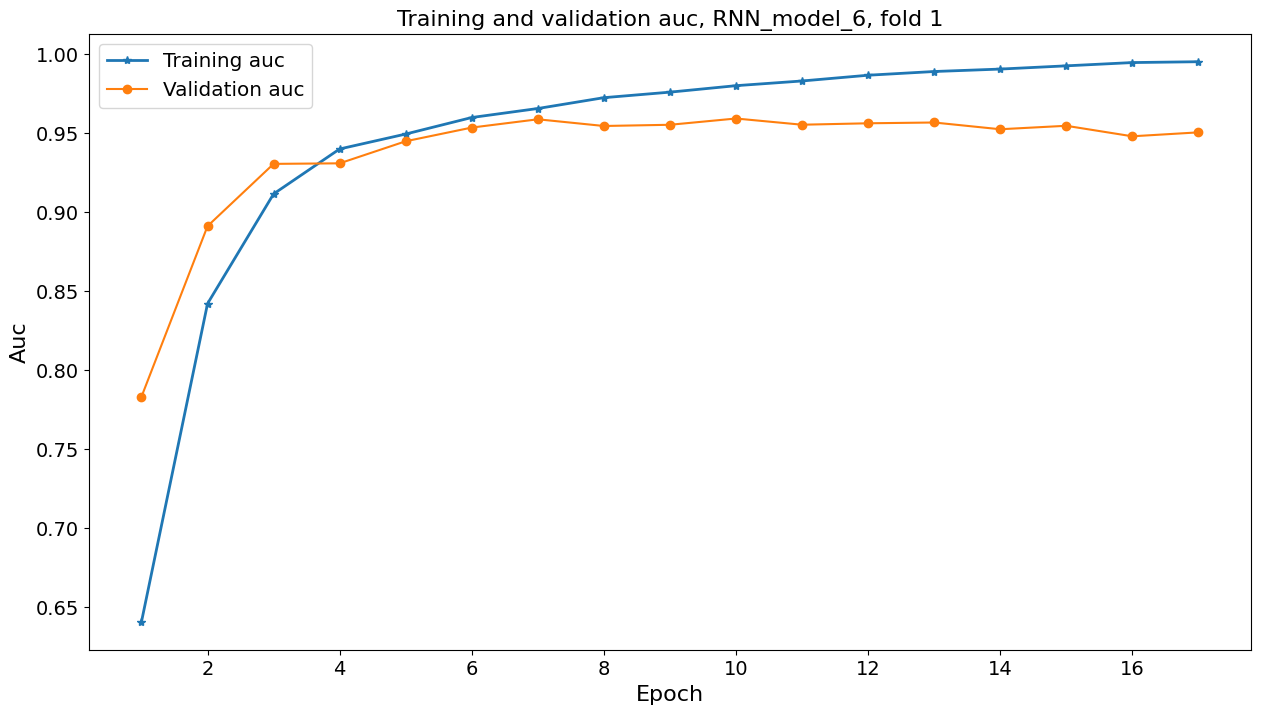 Training and validation auc, RNN_model_6, fold 1
Training auc
Validation auc
1.00
0.95
0.90
0.85
0.80
0.75
0.70
0.65
Auc
2 4 6 8 10 12 14 16
Epoch